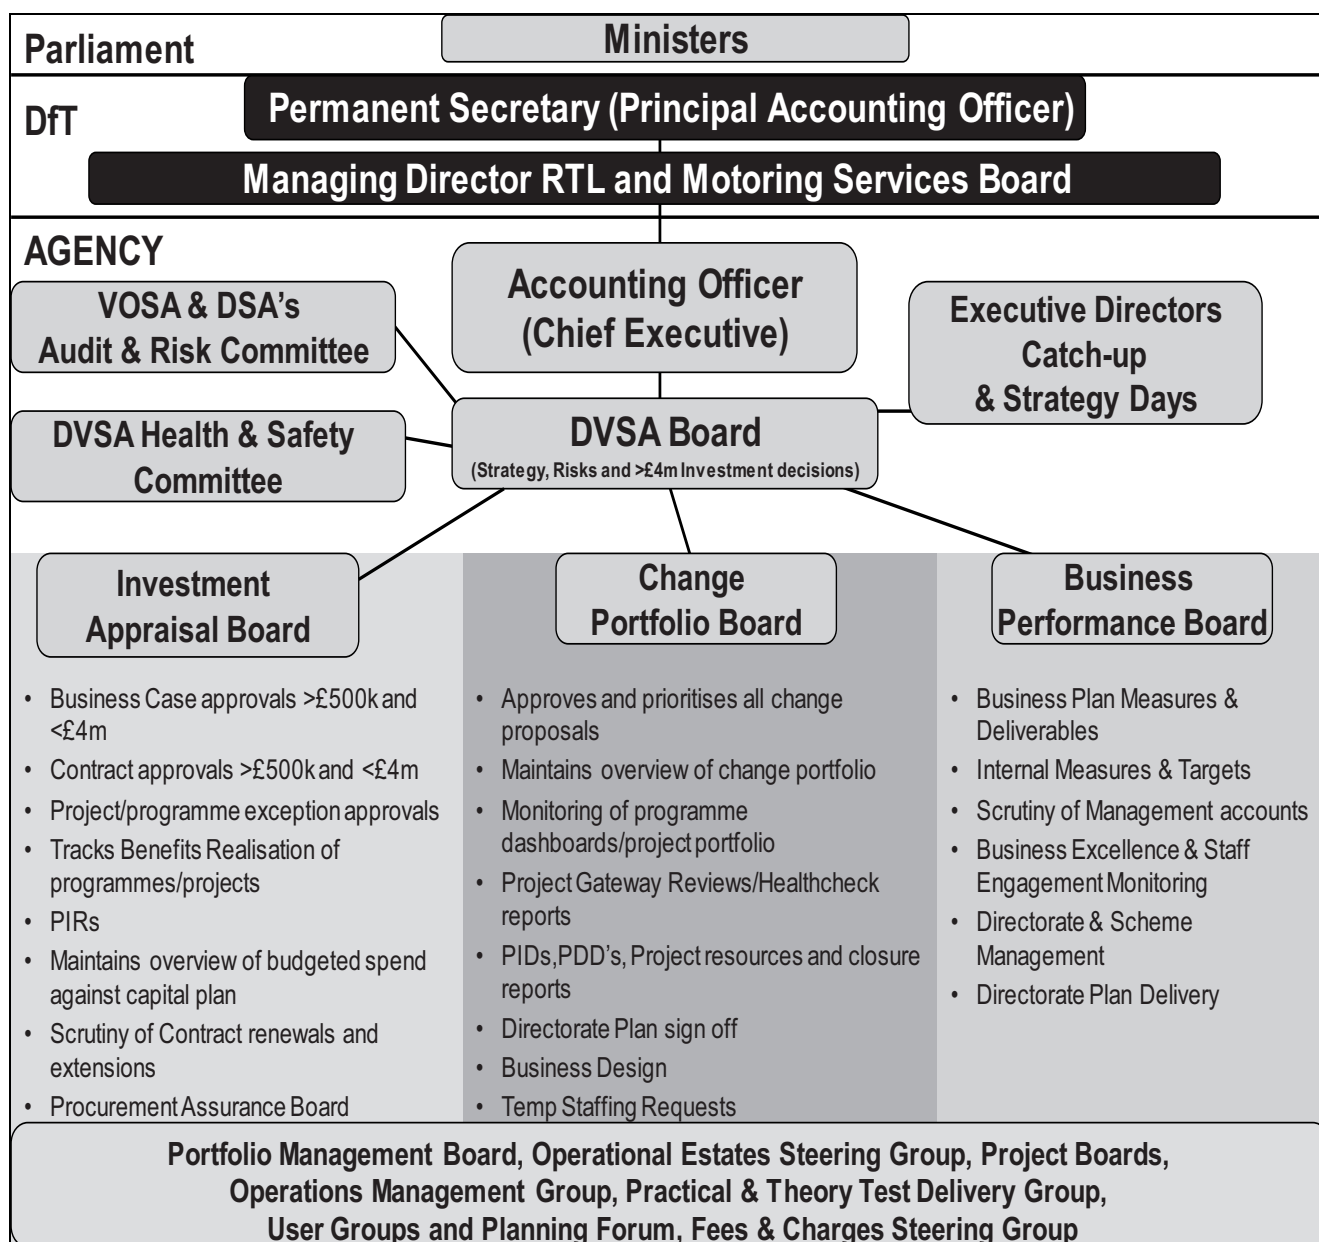 Parliament
Ministers
DfT
Permanent Secretary (Principal Accounting Officer)
Managing Director RTL and Motoring Services Board
AGENCY
VOSA & DSA's
Audit & Risk Committee
Accounting Officer
(Chief Executive)
Executive Directors
Catch-up
& Strategy Days
DVSA Health & Safety
Committee
DVSA Board
(Strategy, Risks and >£4m Investment decisions)
Investment
Appraisal Board
• Business Case approvals >£500k and
<£4m
• Contract approvals >£500k and <£4m
• Project/programme exception approvals
• Tracks Benefits Realisation of
programmes/projects
• PIRs
• Maintains overview of budgeted spend
against capital plan
• Scrutiny of Contract renewals and
extensions
• Procurement Assurance Board
Change
Portfolio Board
• Approves and prioritises all change
proposals
• Maintains overview of change portfolio
• Monitoring of programme
dashboards/project portfolio
• Project Gateway Reviews/Healthcheck
reports
• PIDs,PDD's, Project resources and closure
reports
• Directorate Plan sign off
• Business Design
• Temp Staffing Requests
Business
Performance Board
• Business Plan Measures &
Deliverables
• Internal Measures & Targets
• Scrutiny of Management accounts
• Business Excellence & Staff
Engagement Monitoring
• Directorate & Scheme
Management
• Directorate Plan Delivery
Portfolio Management Board, Operational Estates Steering Group, Project Boards,
Operations Management Group, Practical & Theory Test Delivery Group,
User Groups and Planning Forum, Fees & Charges Steering Group